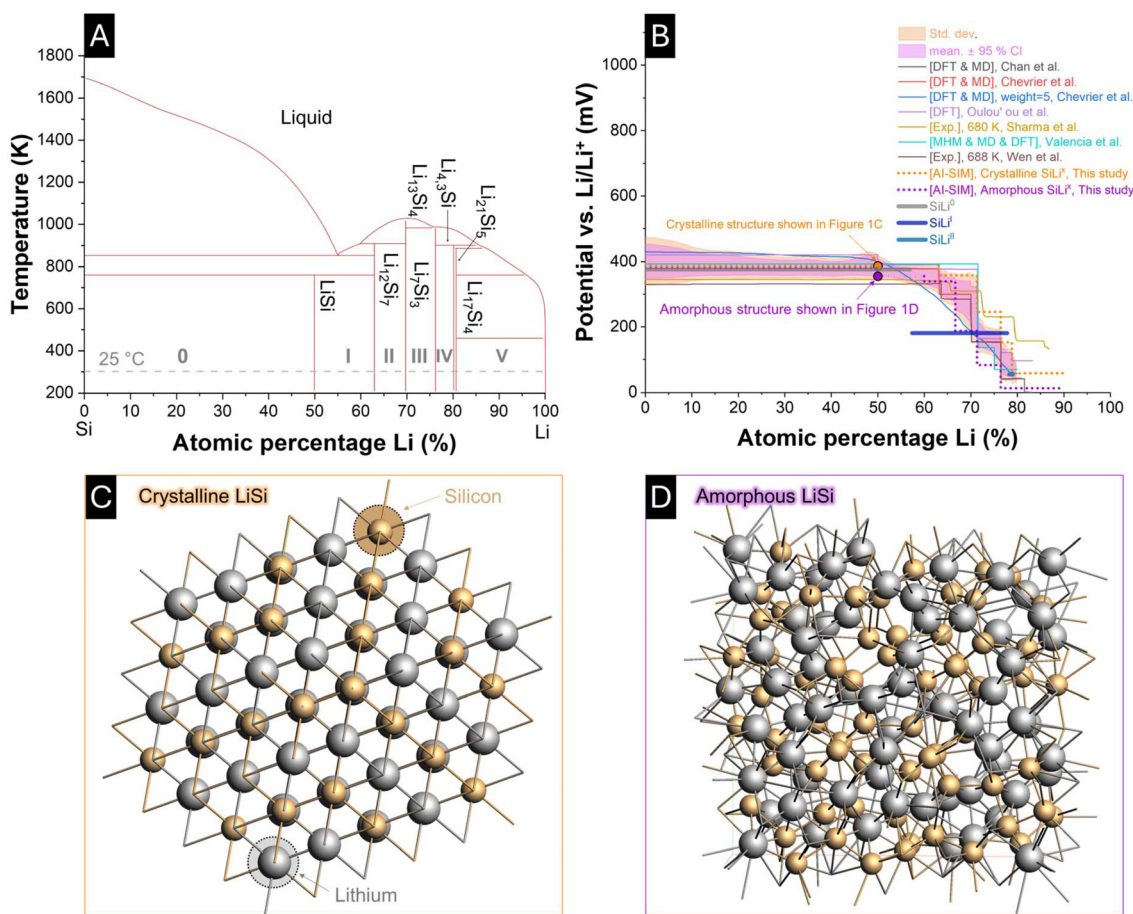 A
Temperature (K)
1800
1600
1400
1200
1000
800
600
400
200
Liquid
Li₁₃Si₄
Li₄,₃Si
Li₂₁Si₅
LiSi
Li₁₂Si₇
Li₇Si₃
Li₁₇Si₄
25 °C
0
I
II
III
IV
V
0 10 20 30 40 50 60 70 80 90 100
Si Li
Atomic percentage Li (%)
B
Potential vs. Li/Li⁺ (mV)
1000
800
600
400
200
0
Std. dev.
mean. ± 95 % CI
[DFT & MD], Chan et al.
[DFT & MD], Chevrier et al.
[DFT & MD], weight=5, Chevrier et al.
[DFT], Oulou' ou et al.
[Exp.], 680 K, Sharma et al.
[MHM & MD & DFT], Valencia et al.
[Exp.], 688 K, Wen et al.
[AI-SIM], Crystalline SiLiˣ, This study
[AI-SIM], Amorphous SiLiˣ, This study
SiLi⁰
SiLiᴵ
SiLiᴵᴵ
Crystalline structure shown in Figure 1C
Amorphous structure shown in Figure 1D
0 10 20 30 40 50 60 70 80 90 100
Atomic percentage Li (%)
C
Crystalline LiSi
Silicon
Lithium
D
Amorphous LiSi